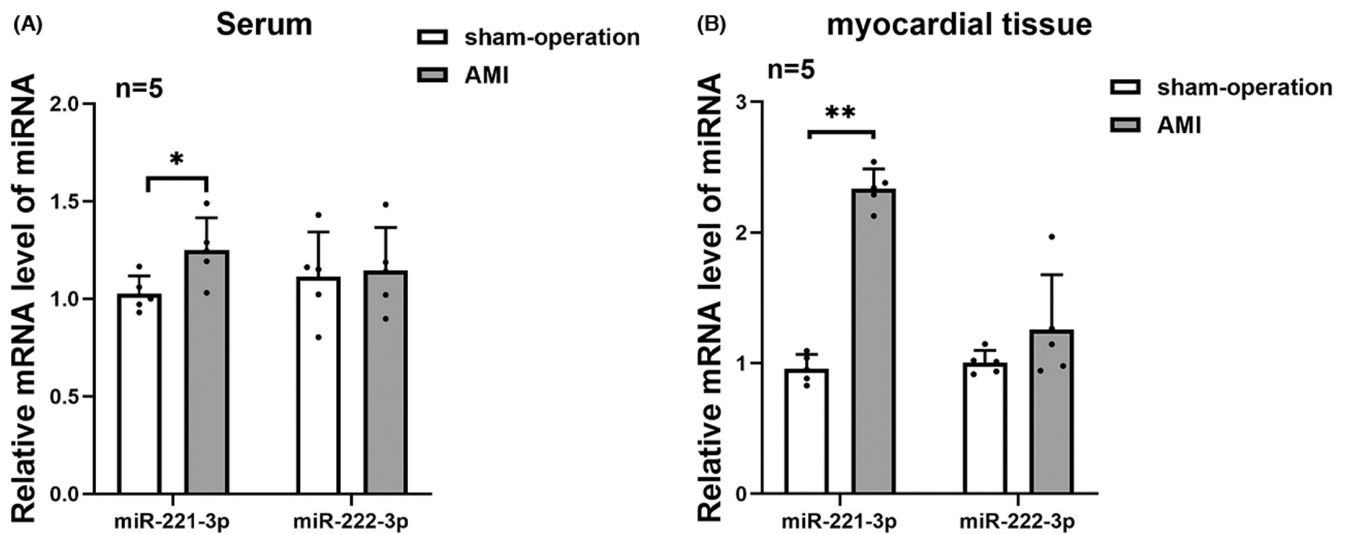 (A)
Serum
sham-operation
AMI
n=5
Relative mRNA level of miRNA
2.0
1.5
1.0
0.5
0.0
*
miR-221-3p
miR-222-3p
(B)
myocardial tissue
sham-operation
AMI
n=5
Relative mRNA level of miRNA
3
2
1
0
**
miR-221-3p
miR-222-3p